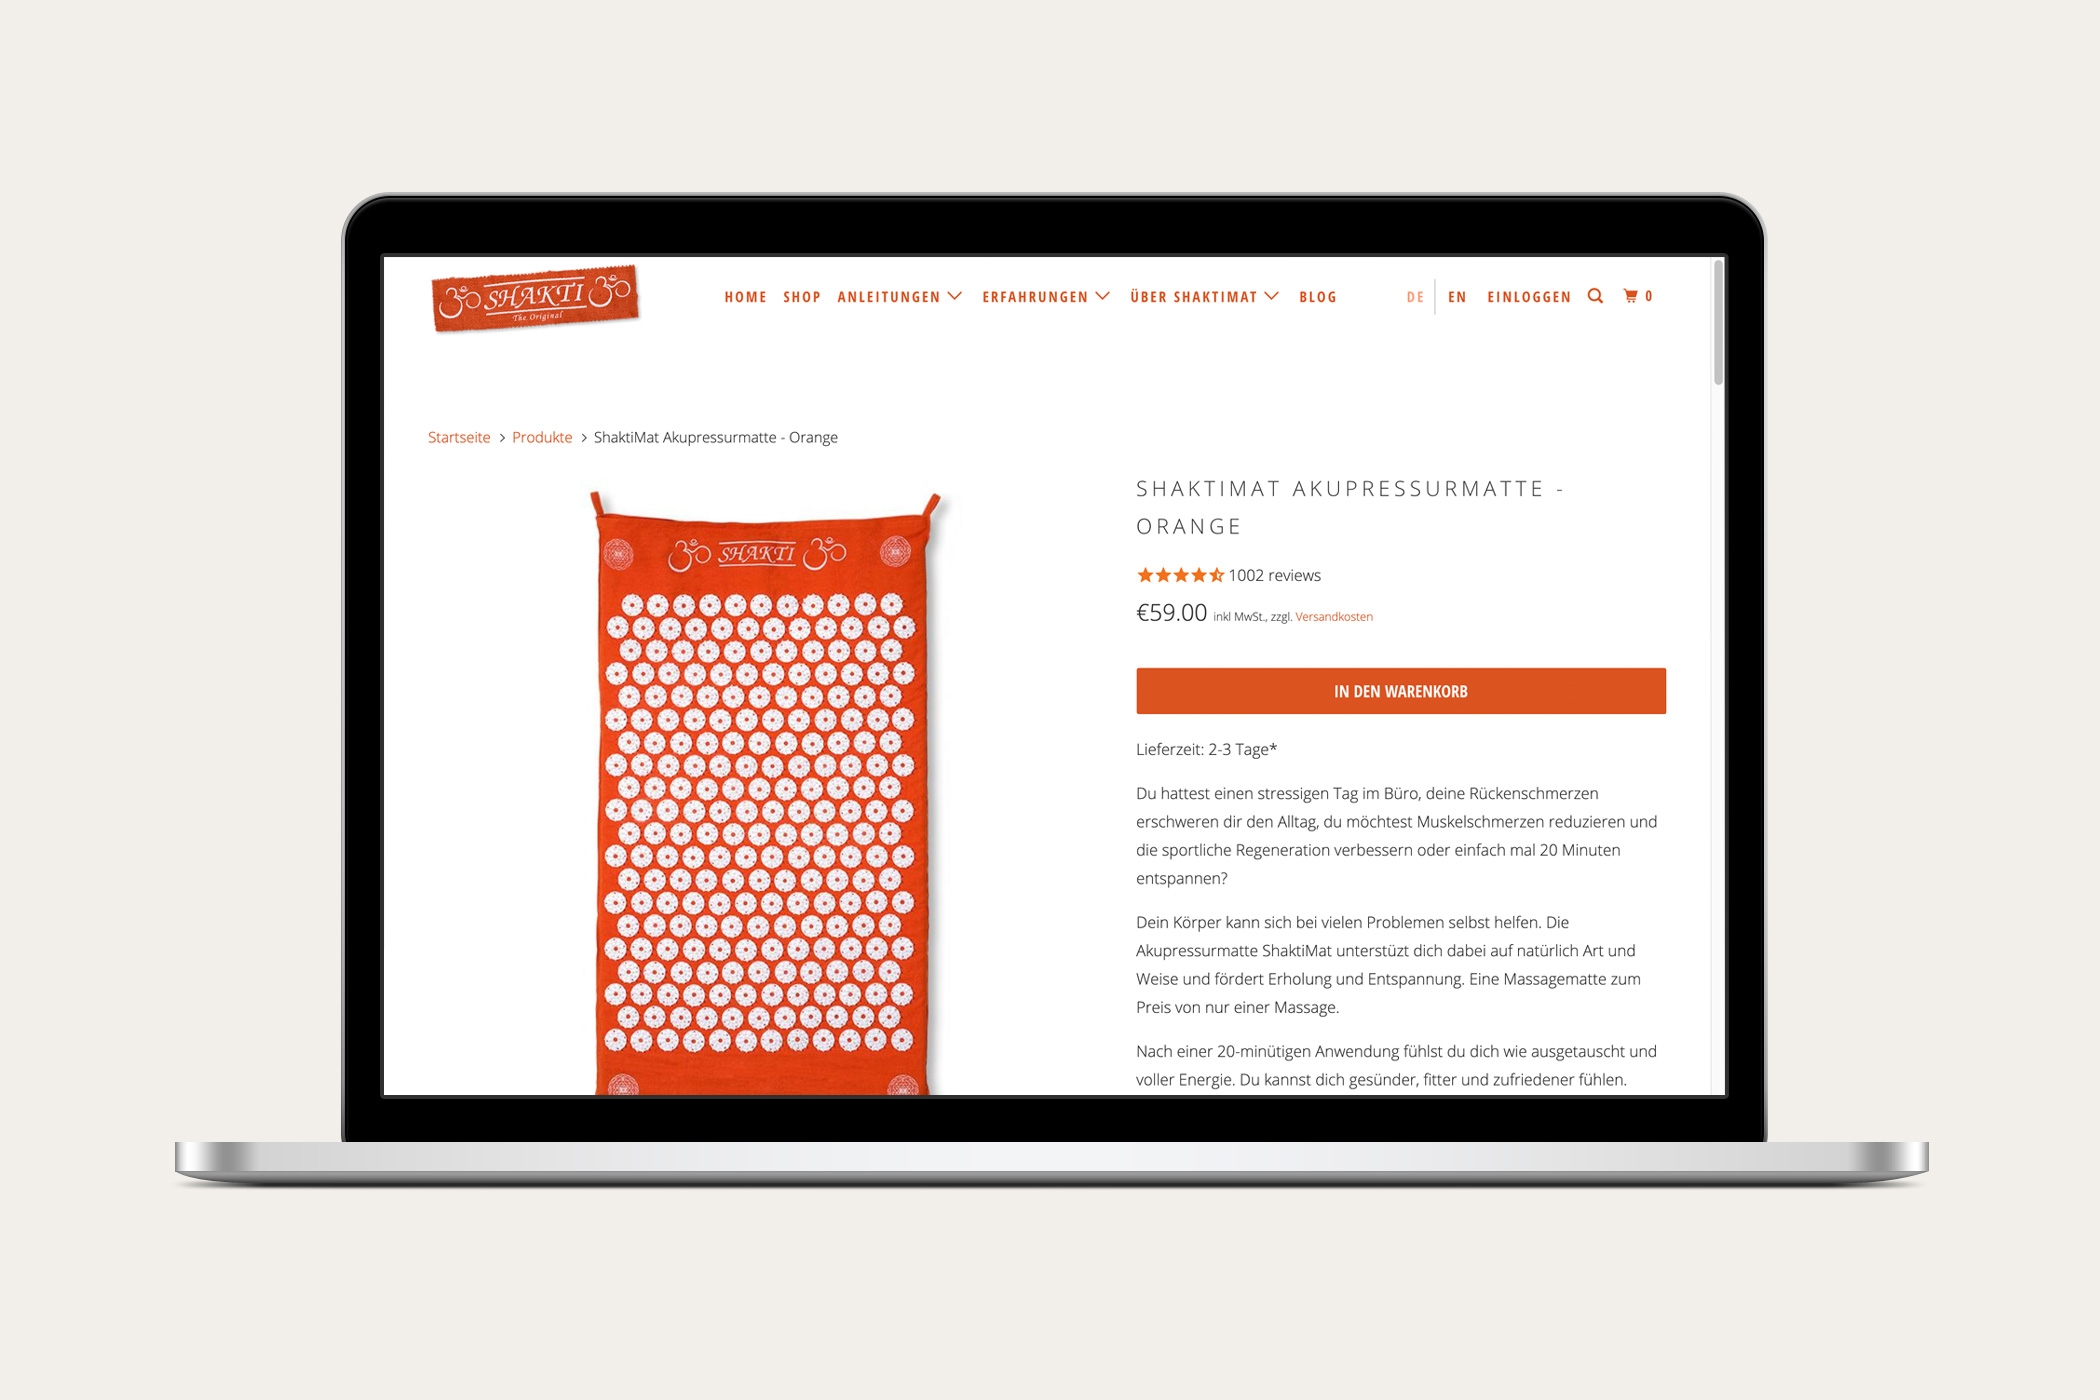 SHAKTI
The Original
HOME SHOP ANLEITUNGEN ERFAHRUNGEN ÜBER SHAKTIMAT BLOG DE EN EINLOGGEN 0
Startseite > Produkte > ShaktiMat Akupressurmatte - Orange
SHAKTI
SHAKTIMAT AKUPRESSURMATTE -
ORANGE
1002 reviews
€59.00 inkl MwSt., zzgl. Versandkosten
IN DEN WARENKORB
Lieferzeit: 2-3 Tage*
Du hattest einen stressigen Tag im Büro, deine Rückenschmerzen
erschweren dir den Alltag, du möchtest Muskelschmerzen reduzieren und
die sportliche Regeneration verbessern oder einfach mal 20 Minuten
entspannen?
Dein Körper kann sich bei vielen Problemen selbst helfen. Die
Akupressurmatte ShaktiMat unterstüzt dich dabei auf natürlich Art und
Weise und fördert Erholung und Entspannung. Eine Massagematte zum
Preis von nur einer Massage.
Nach einer 20-minütigen Anwendung fühlst du dich wie ausgetauscht und
voller Energie. Du kannst dich gesünder, fitter und zufriedener fühlen.